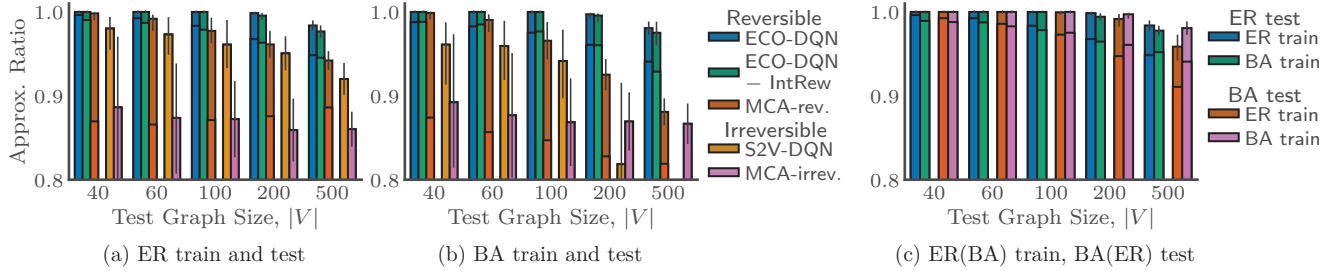 Approx. Ratio
1.0
0.9
0.8
40 60 100 200 500
Test Graph Size, |V|
(a) ER train and test
1.0
0.9
0.8
40 60 100 200 500
Test Graph Size, |V|
(b) BA train and test
Reversible
ECO-DQN
ECO-DQN
− IntRew
MCA-rev.
Irreversible
S2V-DQN
MCA-irrev.
1.0
0.9
0.8
40 60 100 200 500
Test Graph Size, |V|
(c) ER(BA) train, BA(ER) test
ER test
ER train
BA train
BA test
ER train
BA train